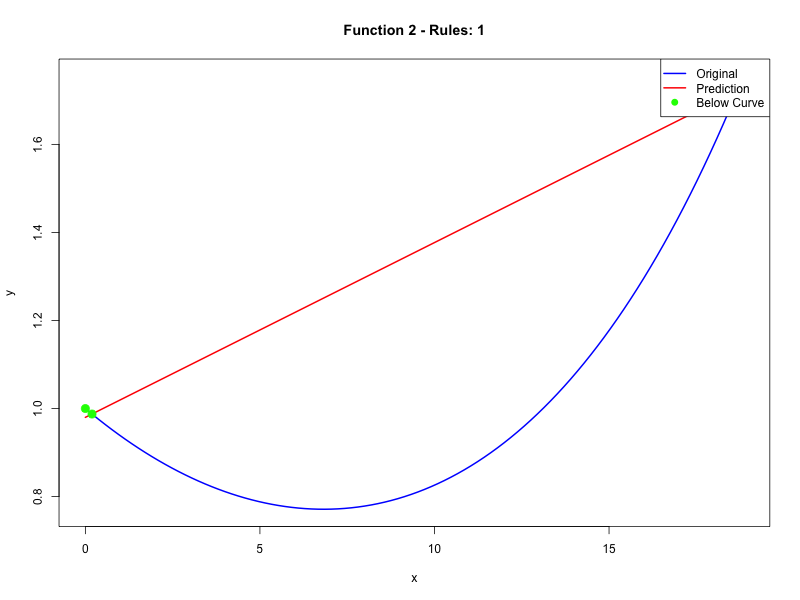 Function 2 - Rules: 1
Original
Prediction
Below Curve
y
1.6
1.4
1.2
1.0
0.8
0 5 10 15
x